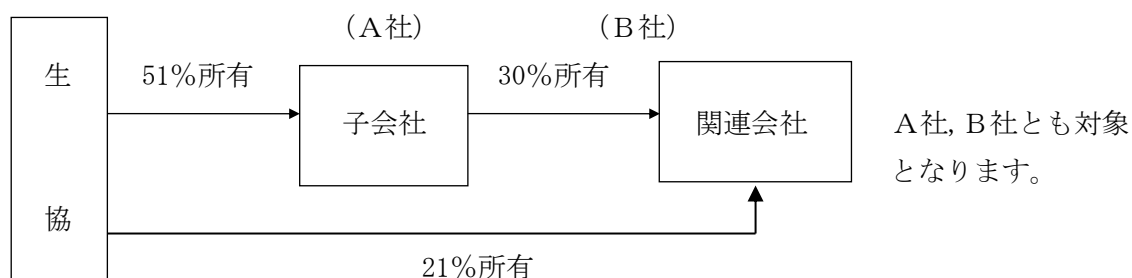 (A社)
(B社)
生
協
51%所有
子会社
30%所有
関連会社
A社, B社とも対象
となります。
21%所有